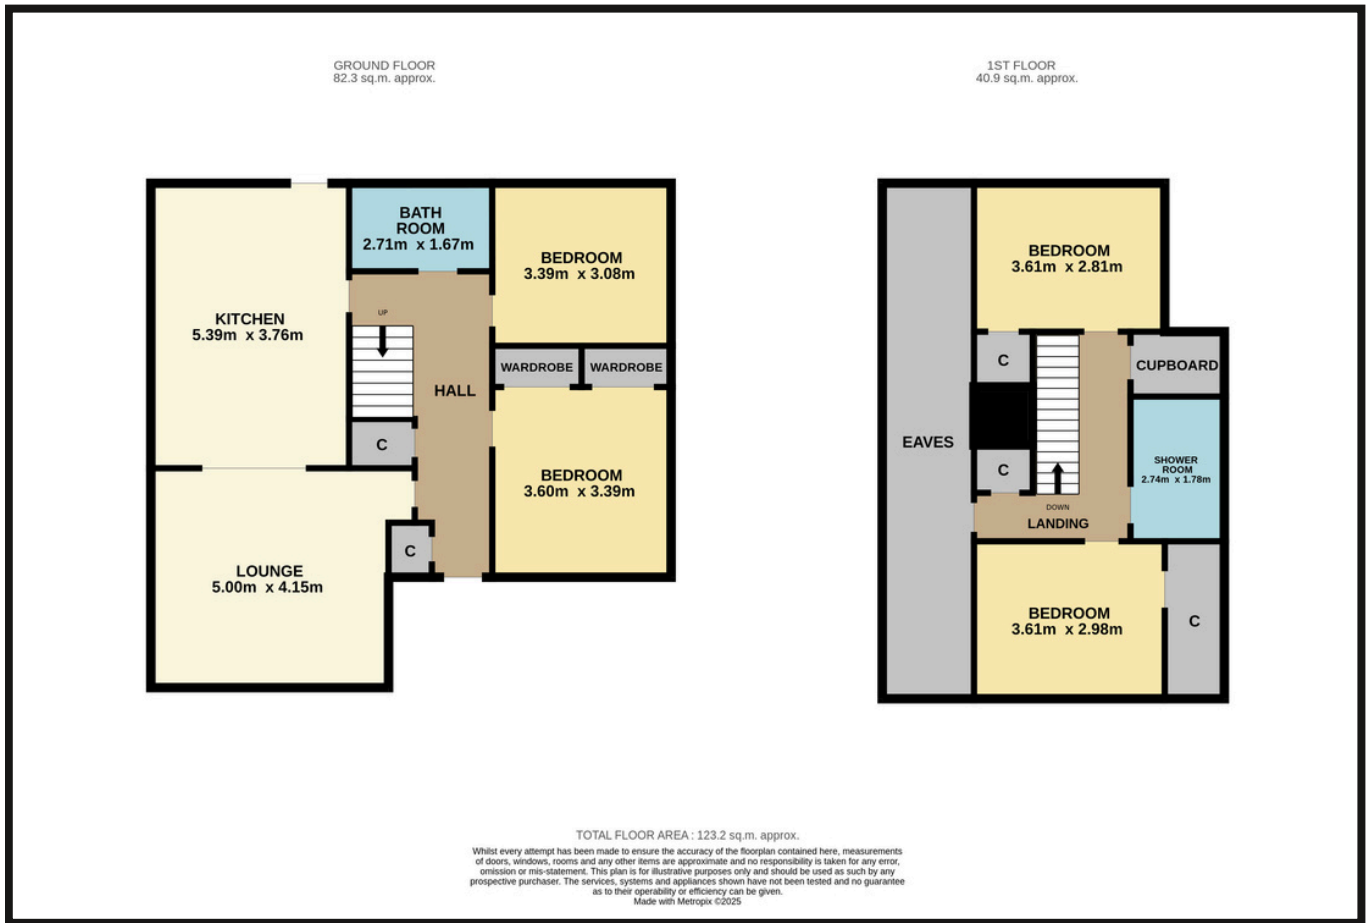 GROUND FLOOR
82.3 sq.m. approx.
1ST FLOOR
40.9 sq.m. approx.
BATH
ROOM
2.71m x 1.67m
BEDROOM
3.39m x 3.08m
KITCHEN
5.39m x 3.76m
UP
WARDROBE
WARDROBE
HALL
C
BEDROOM
3.60m x 3.39m
C
LOUNGE
5.00m x 4.15m
BEDROOM
3.61m x 2.81m
C
CUPBOARD
EAVES
C
SHOWER
ROOM
2.74m x 1.78m
DOWN
LANDING
BEDROOM
3.61m x 2.98m
C
TOTAL FLOOR AREA : 123.2 sq.m. approx.
Whilst every attempt has been made to ensure the accuracy of the floorplan contained here, measurements
of doors, windows, rooms and any other items are approximate and no responsibility is taken for any error,
omission or mis-statement. This plan is for illustrative purposes only and should be used as such by any
prospective purchaser. The services, systems and appliances shown have not been tested and no guarantee
as to their operability or efficiency can be given.
Made with Metropix ©2025